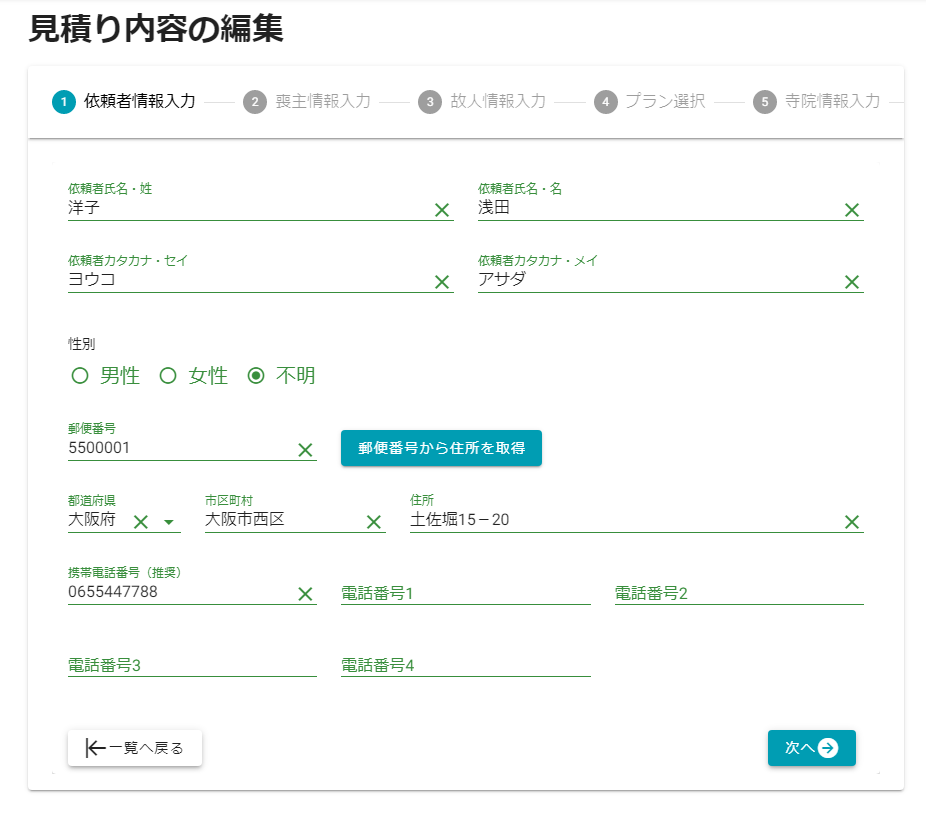 見積り内容の編集
1 依頼者情報入力 2 喪主情報入力 3 故人情報入力 4 プラン選択 5 寺院情報入力
依頼者氏名・姓 依頼者氏名・名
洋子 浅田
依頼者カタカナ・セイ 依頼者カタカナ・メイ
ヨウコ アサダ
性別
男性 女性 不明
郵便番号
5500001 郵便番号から住所を取得
都道府県 市区町村 住所
大阪府 大阪市西区 土佐堀15−20
携帯電話番号（推奨）
0655447788 電話番号1 電話番号2
電話番号3 電話番号4
一覧へ戻る 次へ